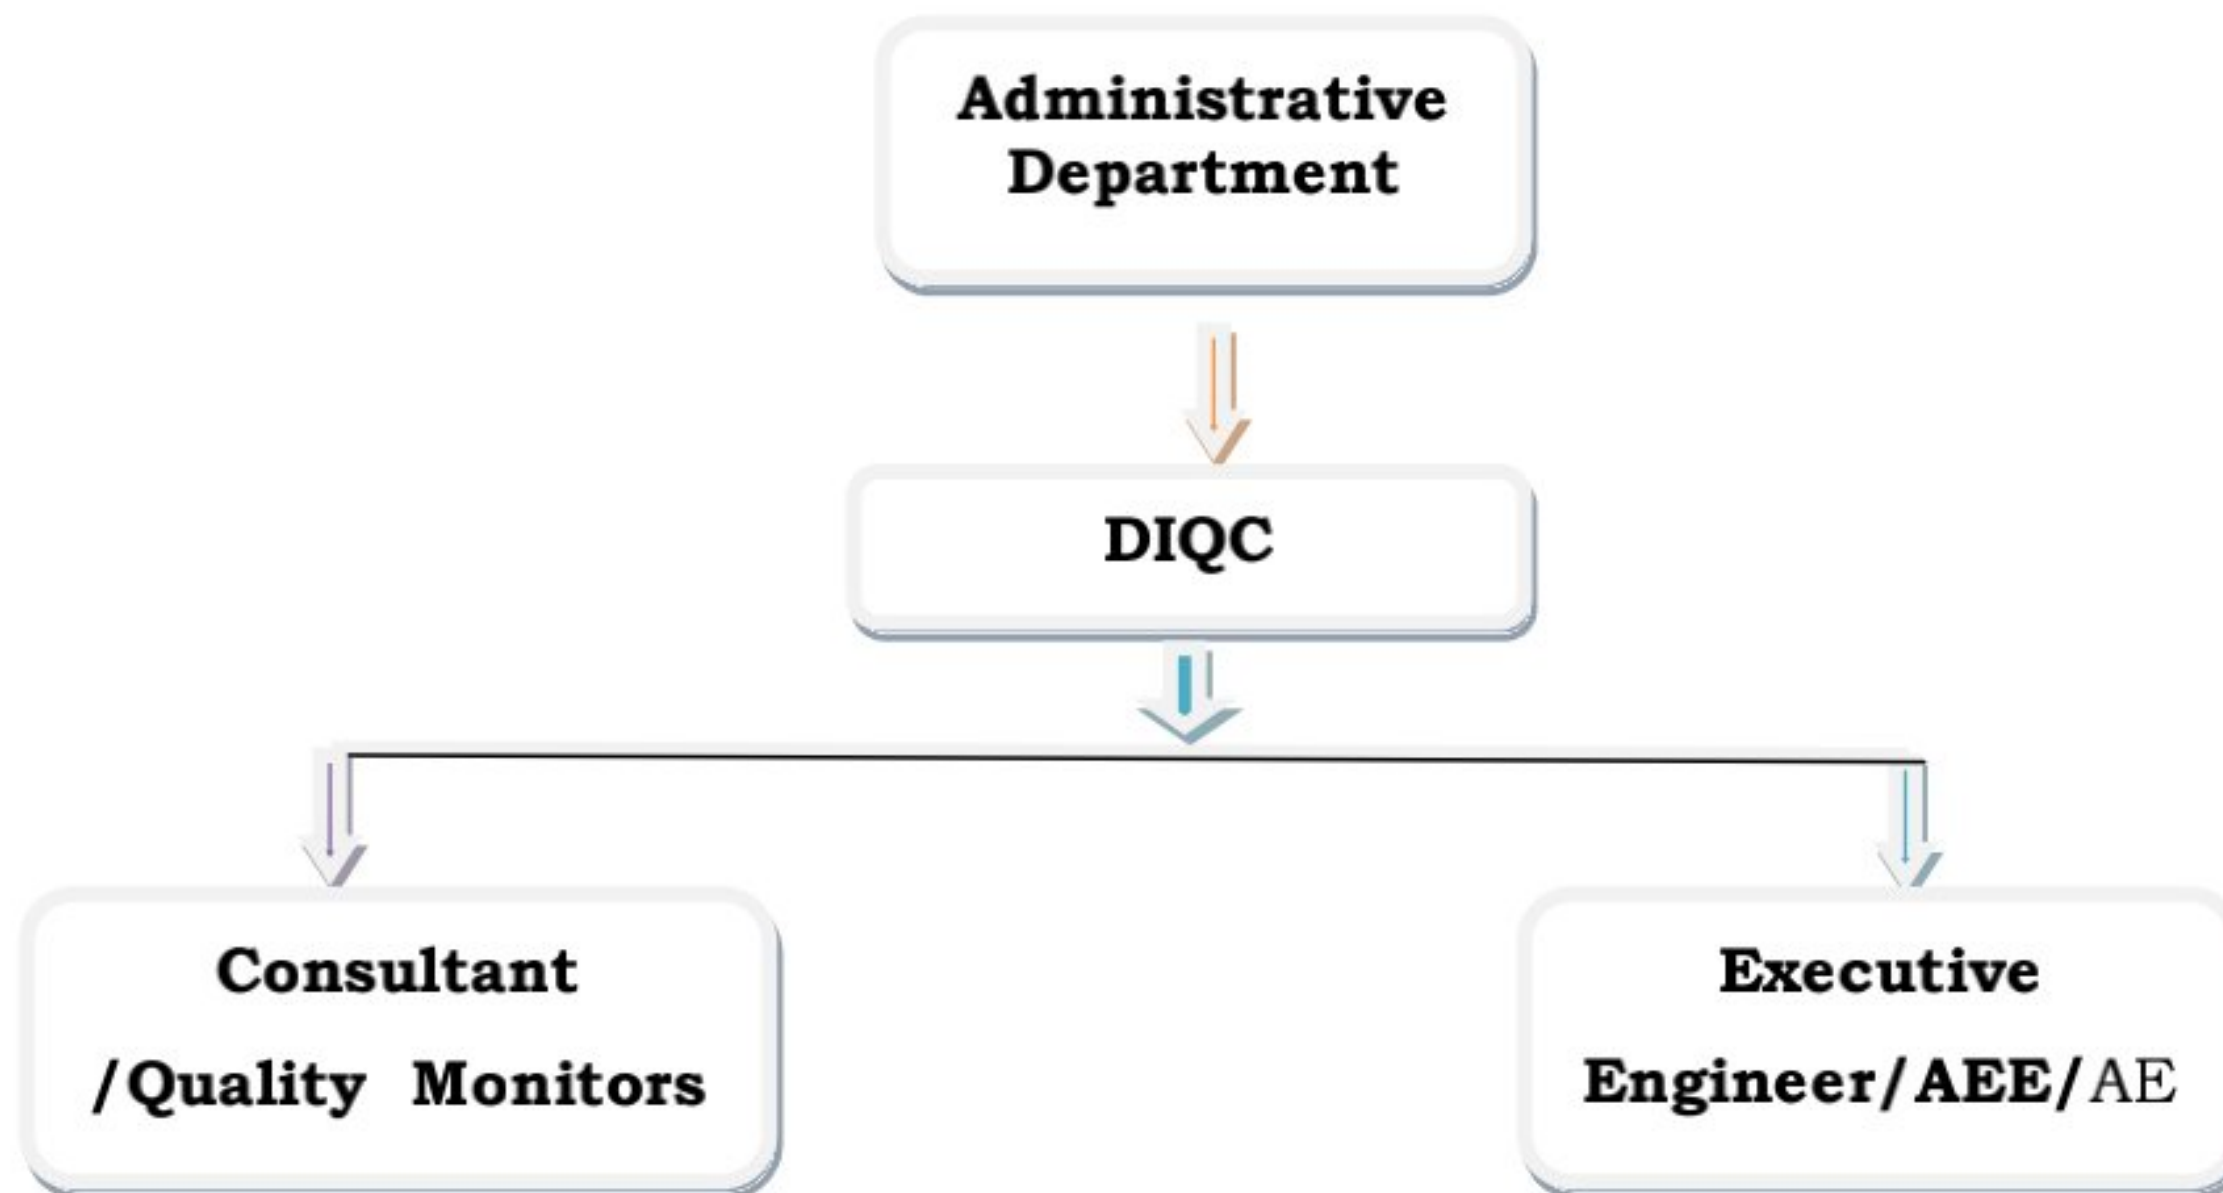 Administrative
Department
DIQC
Consultant
/Quality Monitors
Executive
Engineer/AEE/AE